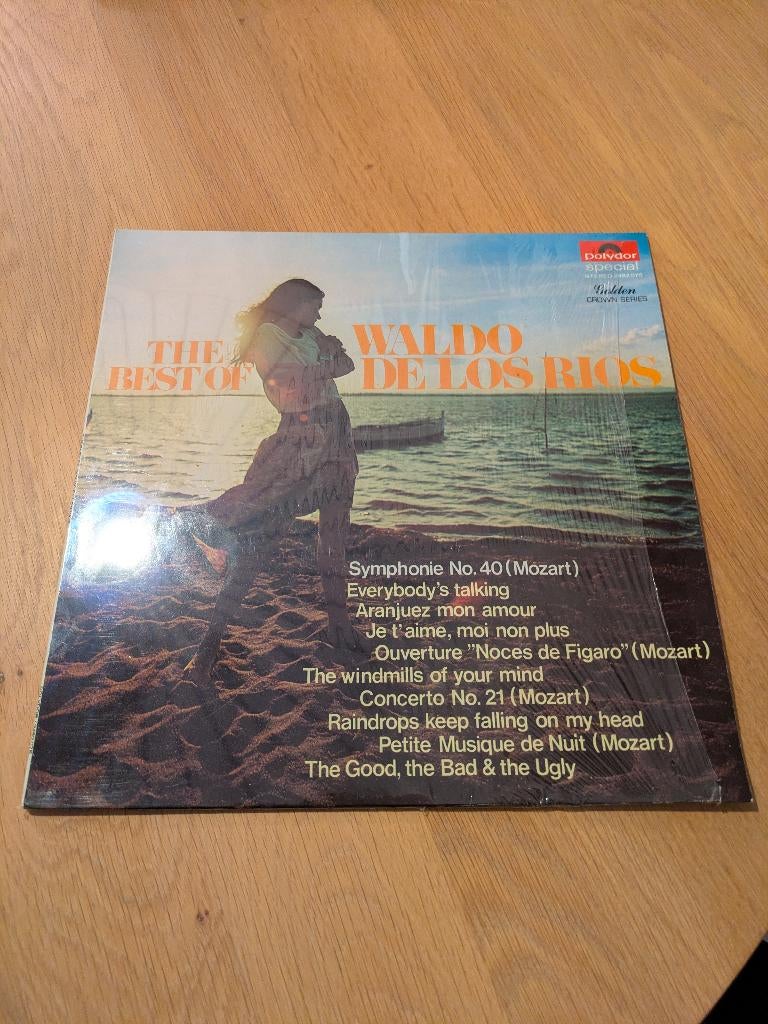 polydor
special
Golden
CROWN SERIES
THE BEST OF
WALDO
DE LOS RIOS
Symphonie No. 40 (Mozart)
Everybody's talking
Aranjuez mon amour
Je t'aime, moi non plus
Ouverture "Noces de Figaro" (Mozart)
The windmills of your mind
Concerto No. 21 (Mozart)
Raindrops keep falling on my head
Petite Musique de Nuit (Mozart)
The Good, the Bad & the Ugly